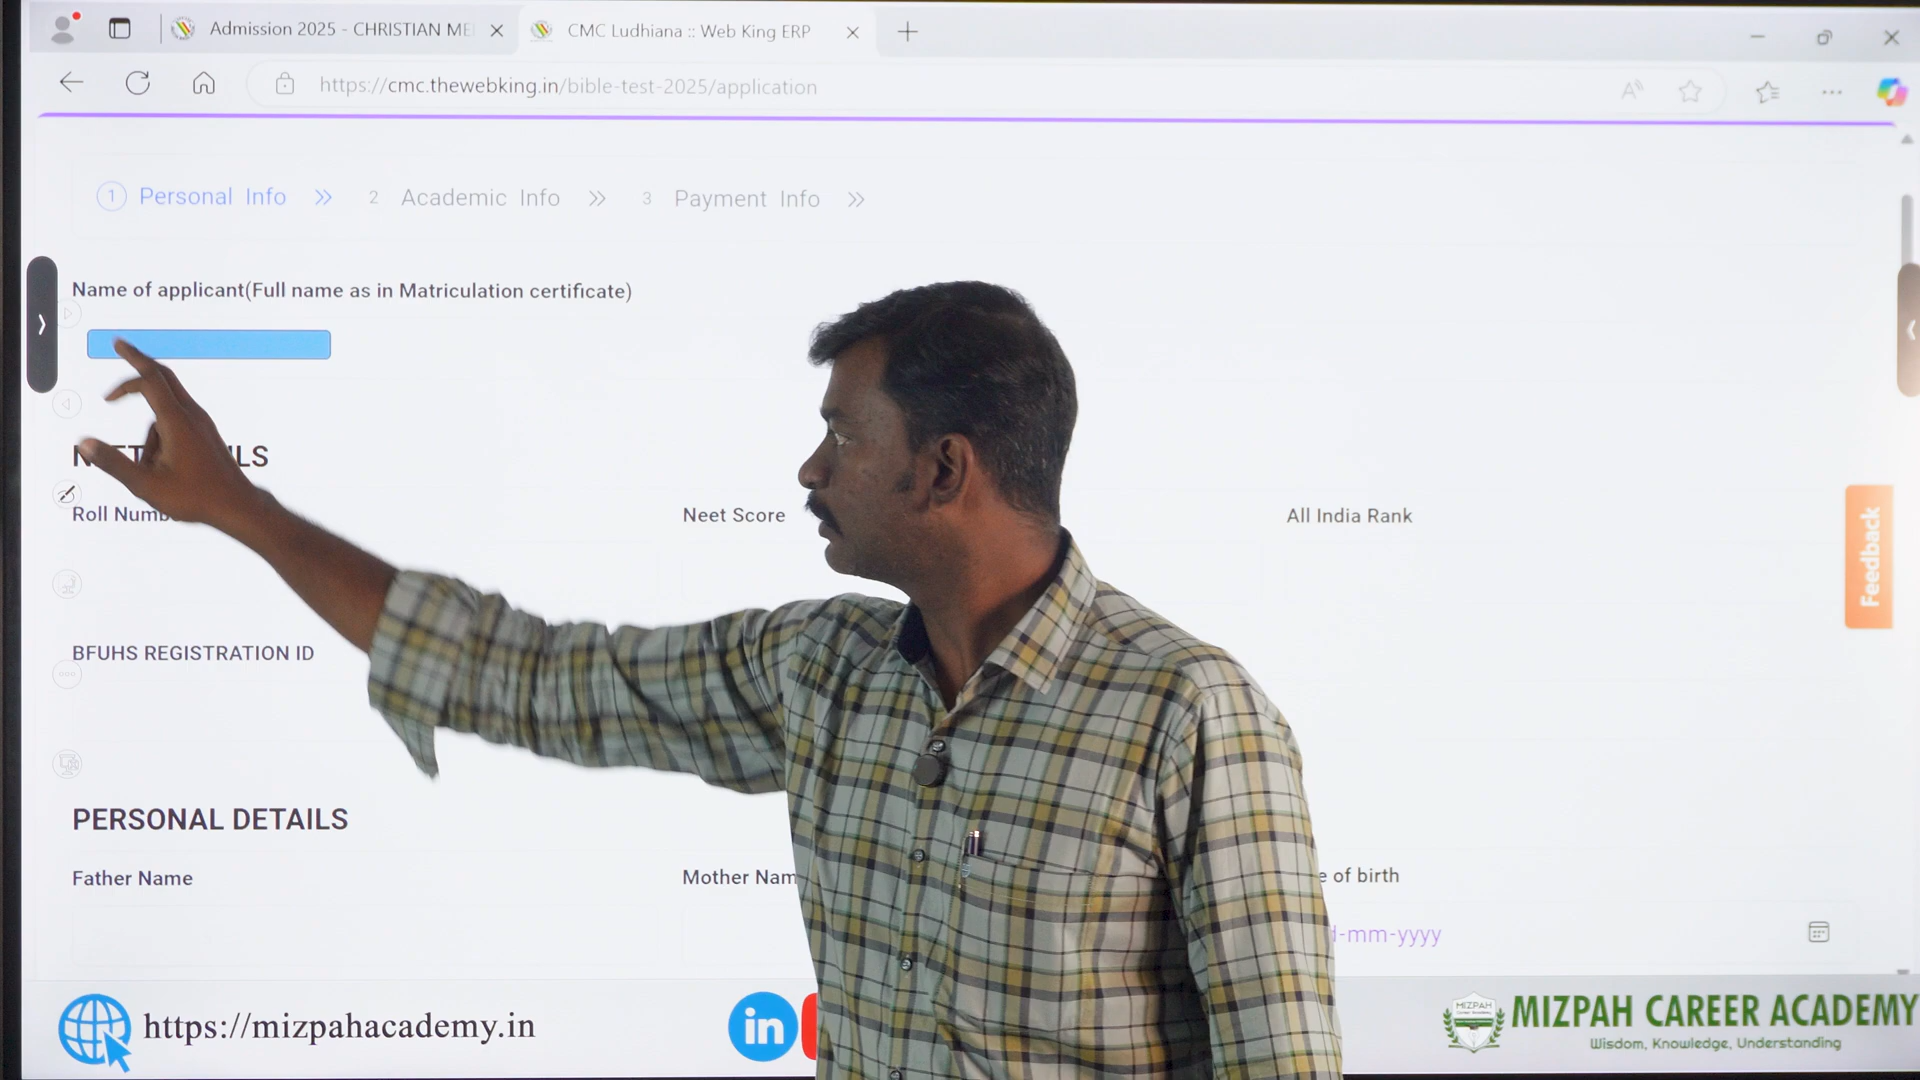 Admission 2025 - CHRISTIAN ME
CMC Ludhiana :: Web King ERP
https://cmc.thewebking.in/bible-test-2025/application
1 Personal Info >> 2 Academic Info >> 3 Payment Info >>
Name of applicant(Full name as in Matriculation certificate)
Roll Numb
Neet Score
All India Rank
Feedback
BFUHS REGISTRATION ID
PERSONAL DETAILS
Father Name
Mother Nam
e of birth
d-mm-yyyy
https://mizpahacademy.in
in
MIZPAH
MIZPAH CAREER ACADEMY
Wisdom, Knowledge, Understanding